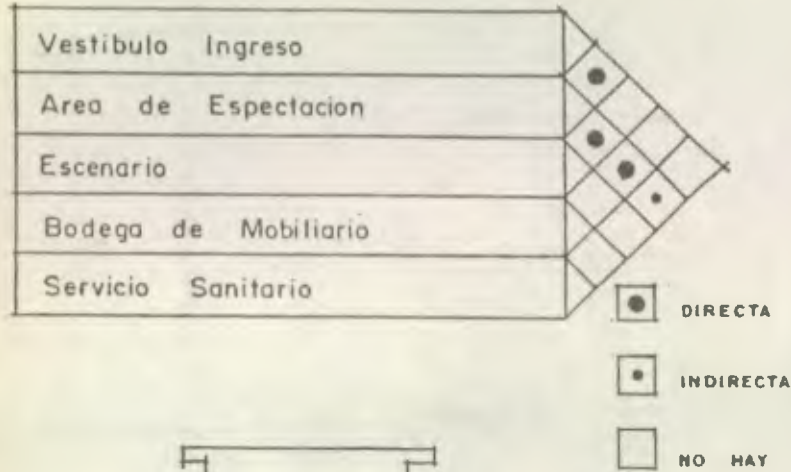 Vestibulo Ingreso
Area de Espectacion
Escenario
Bodega de Mobiliario
Servicio Sanitario
DIRECTA
INDIRECTA
NO HAY